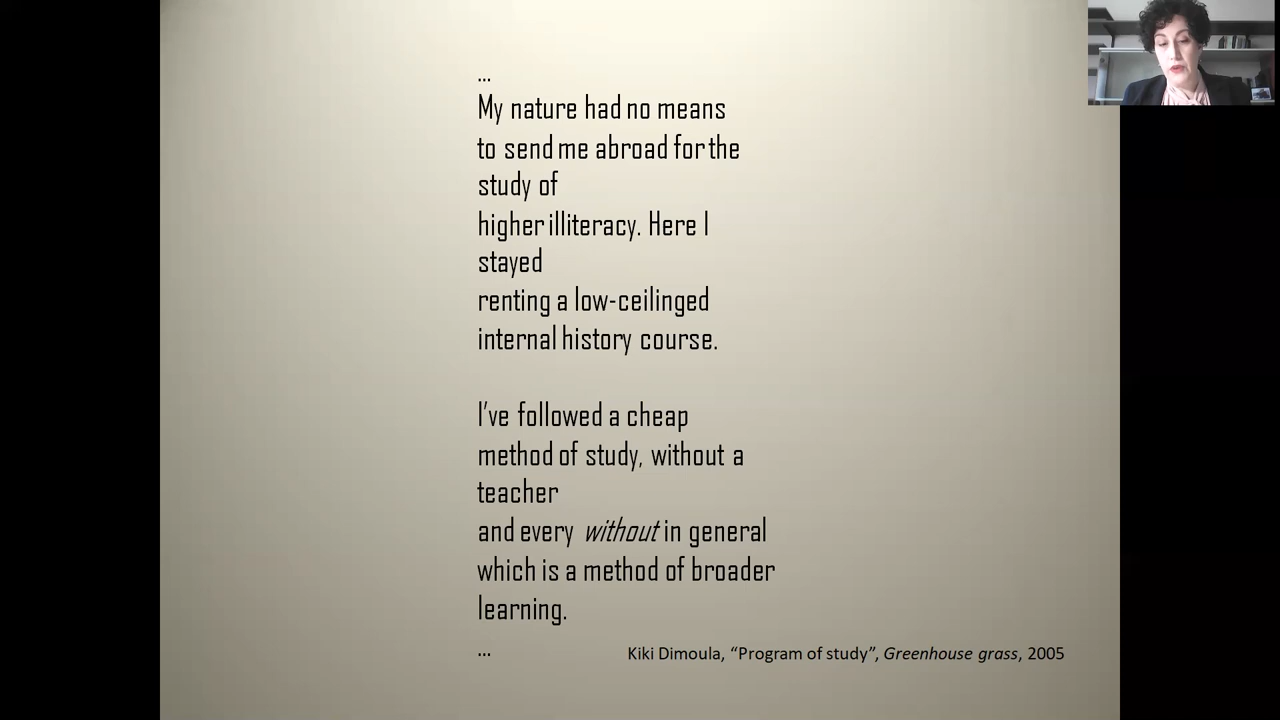 ...
My nature had no means
to send me abroad for the
study of
higher illiteracy. Here I
stayed
renting a low-ceilinged
internal history course.
I've followed a cheap
method of study, without a
teacher
and every without in general
which is a method of broader
learning.
...
Kiki Dimoula, “Program of study”, Greenhouse grass, 2005